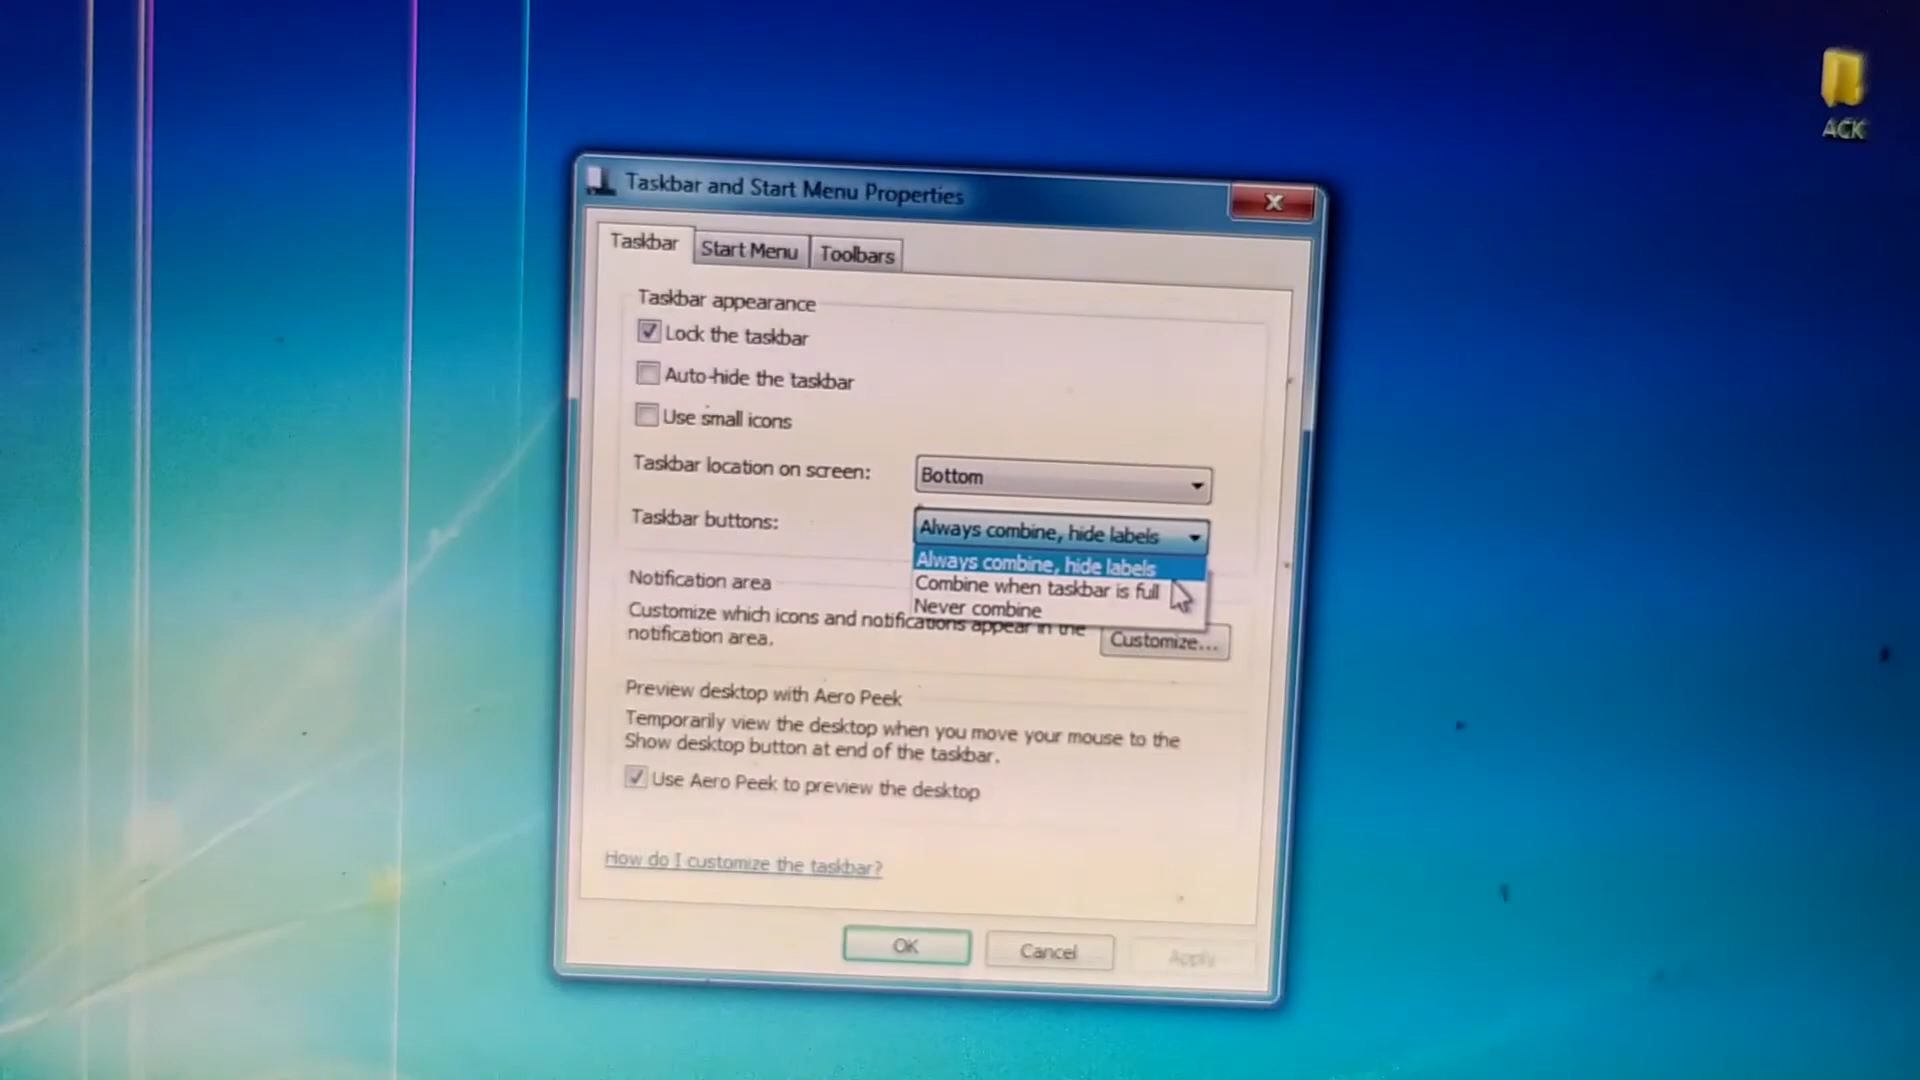 ACK
Taskbar and Start Menu Properties
Taskbar
Start Menu
Toolbars
Taskbar appearance
Lock the taskbar
Auto-hide the taskbar
Use small icons
Taskbar location on screen:
Bottom
Taskbar buttons:
Always combine, hide labels
Always combine, hide labels
Combine when taskbar is full
Never combine
Notification area
Customize which icons and notifications appear in the
notification area.
Customize...
Preview desktop with Aero Peek
Temporarily view the desktop when you move your mouse to the
Show desktop button at end of the taskbar.
Use Aero Peek to preview the desktop
How do I customize the taskbar?
OK
Cancel
Apply